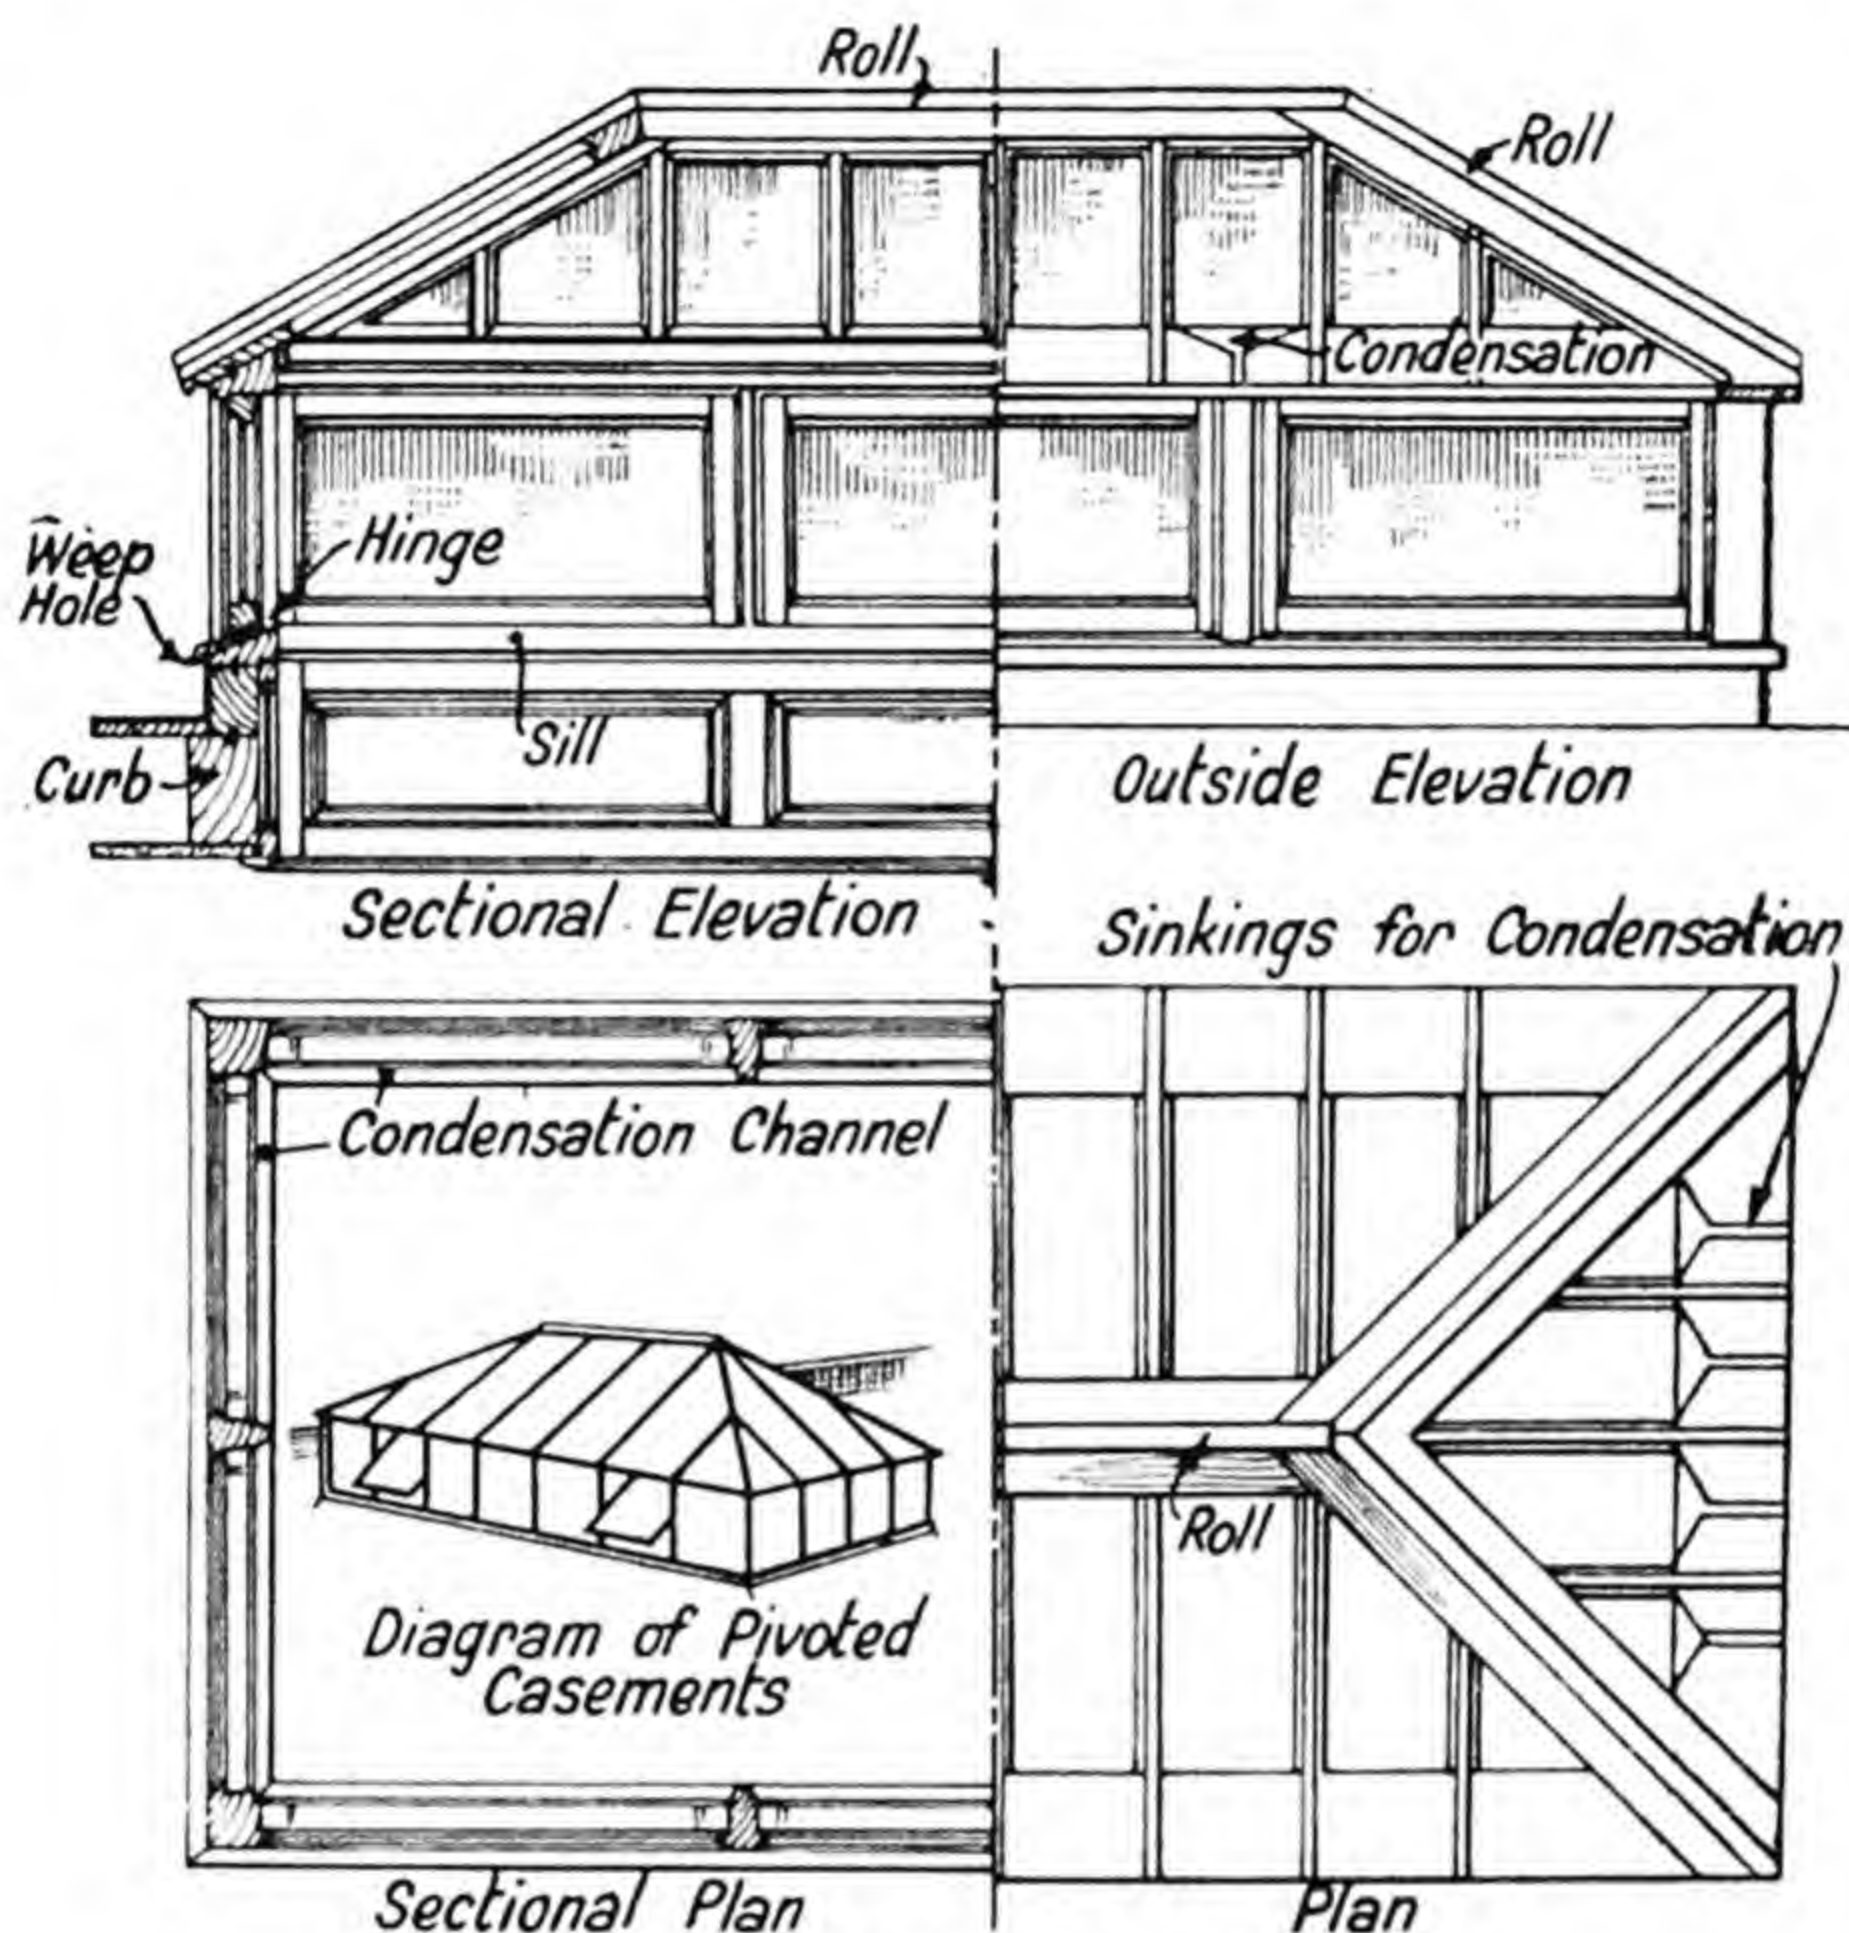 Roll
Roll
Condensation
Weep
Hole
Hinge
Sill
Curb
Outside Elevation
Sectional Elevation
Sinkings for Condensation
Condensation Channel
Roll
Diagram of Pivoted
Casements
Sectional Plan
Plan